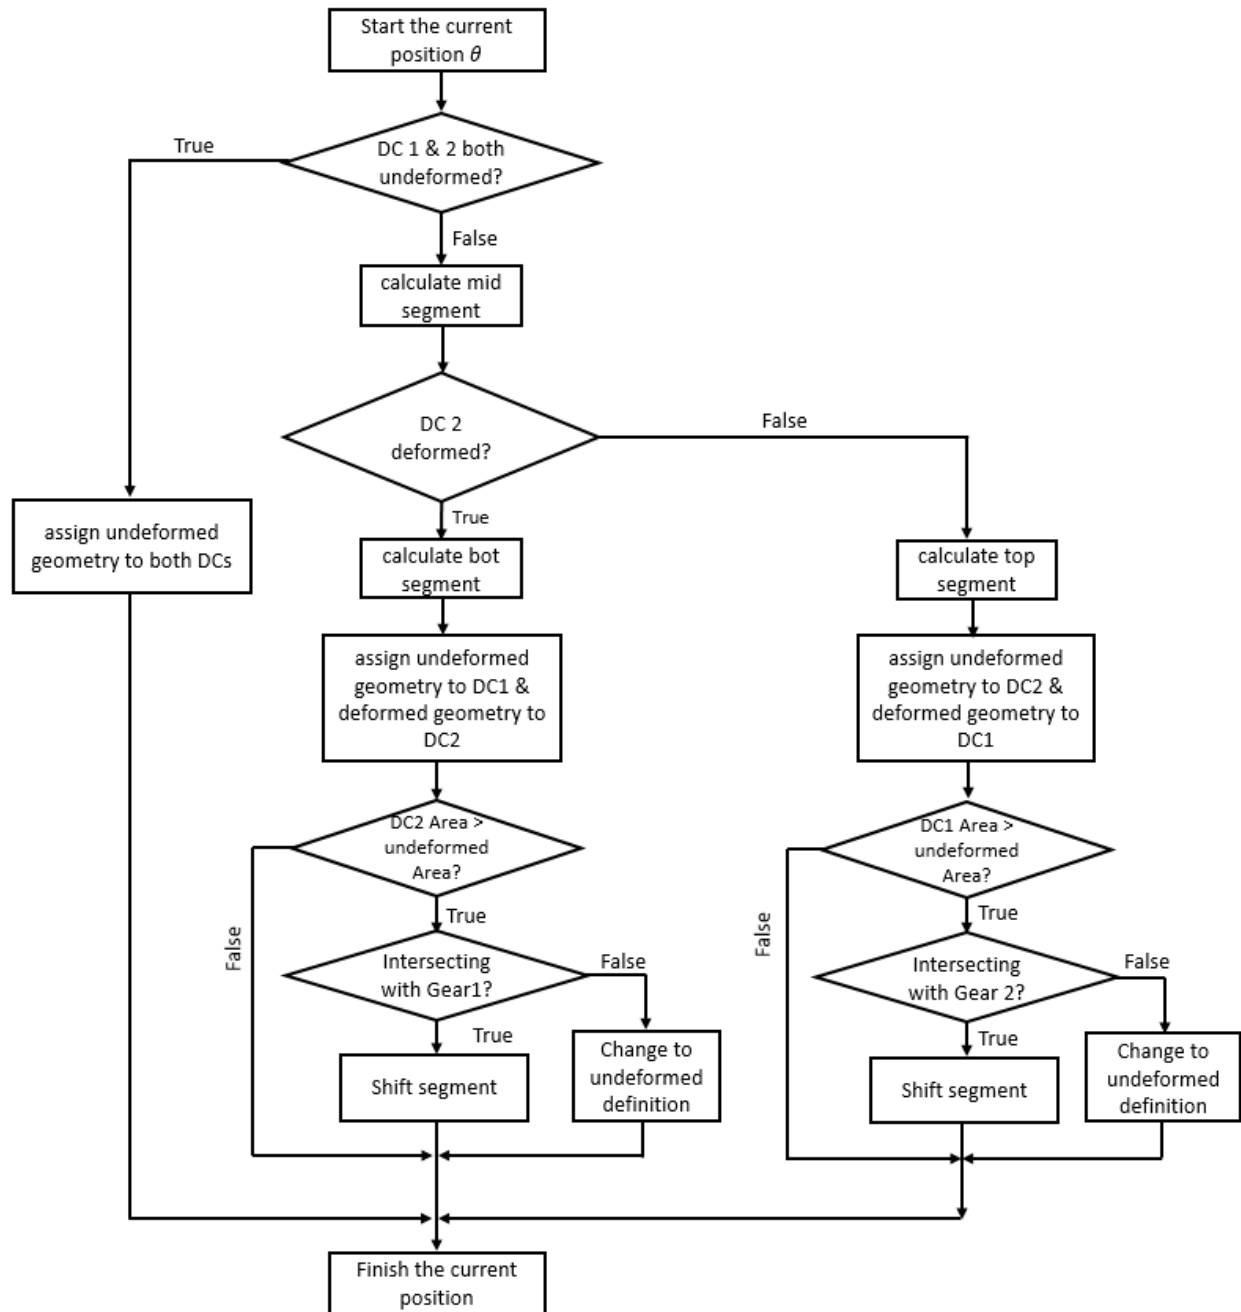 Start the current
position θ
True
DC 1 & 2 both
undeformed?
False
calculate mid
segment
DC 2
deformed?
False
True
assign undeformed
geometry to both DCs
calculate bot
segment
calculate top
segment
assign undeformed
geometry to DC1 &
deformed geometry to
DC2
assign undeformed
geometry to DC2 &
deformed geometry to
DC1
DC2 Area >
undeformed
Area?
DC1 Area >
undeformed
Area?
False
True
False
True
Intersecting
with Gear1?
False
Intersecting
with Gear 2?
False
True
True
Shift segment
Change to
undeformed
definition
Shift segment
Change to
undeformed
definition
Finish the current
position